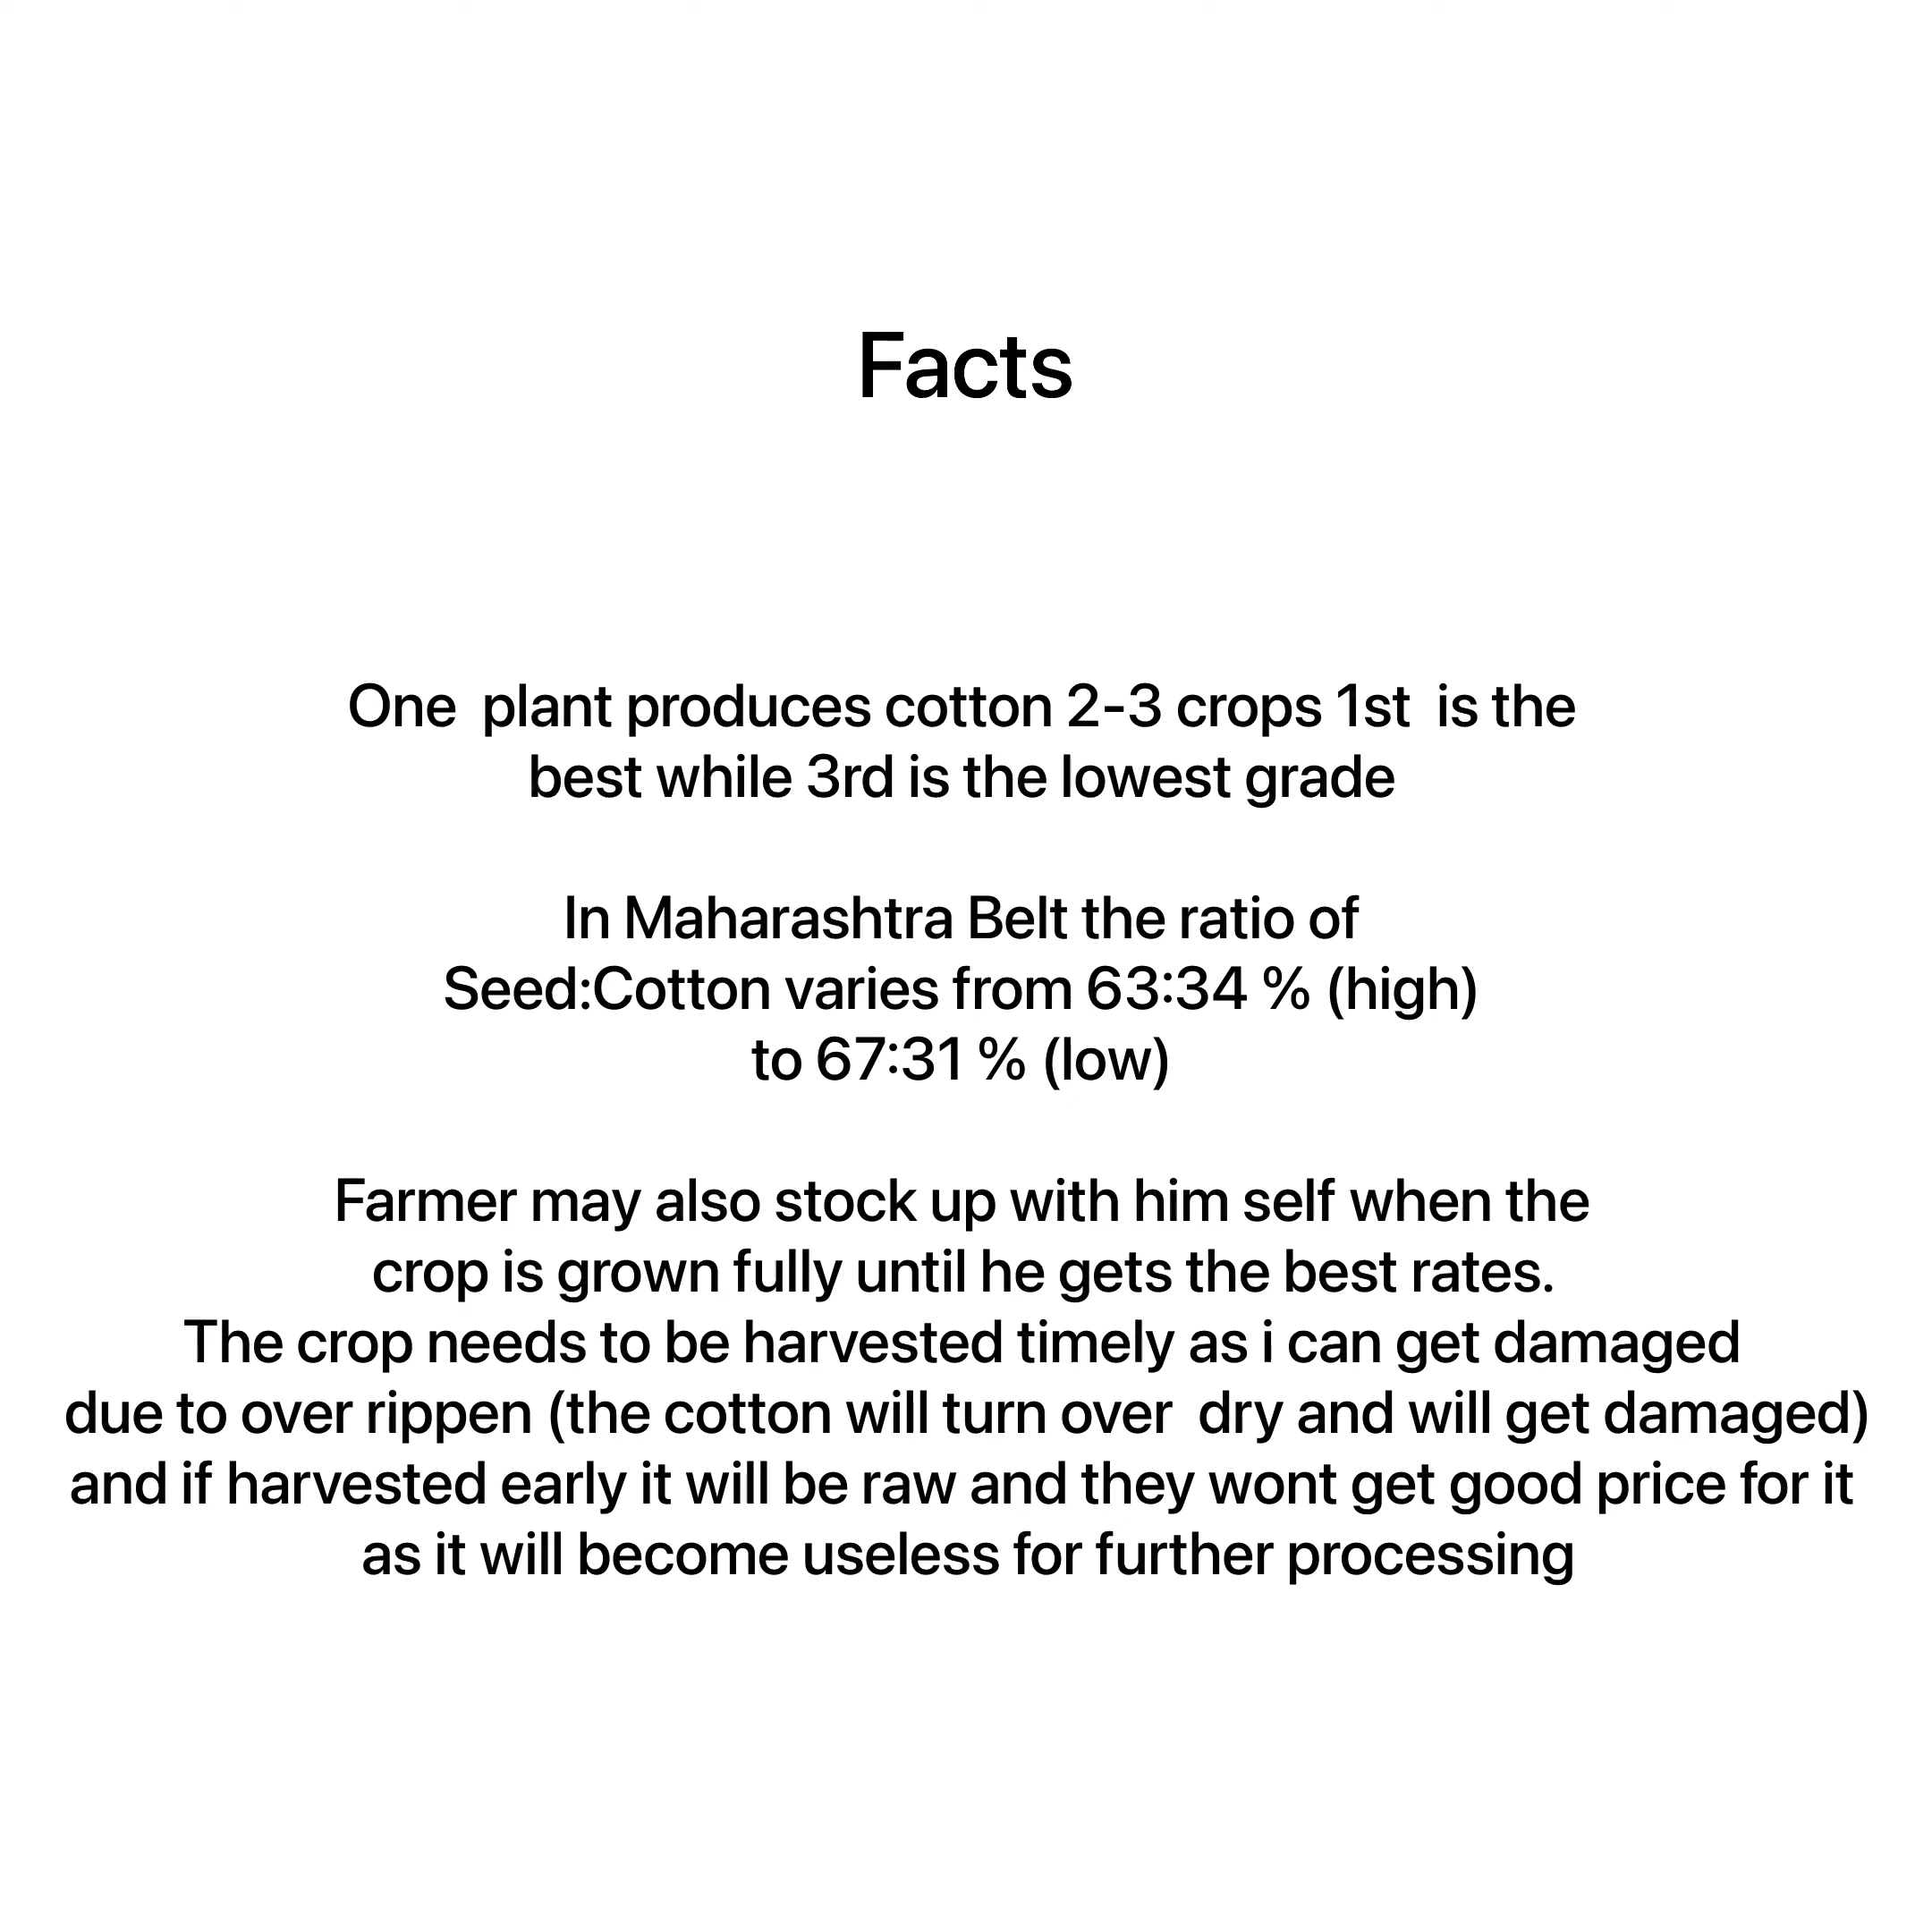 Facts
One  plant produces cotton 2-3 crops 1st  is the
best while 3rd is the lowest grade
In Maharashtra Belt the ratio of
Seed:Cotton varies from 63:34 % (high)
to 67:31 % (low)
Farmer may also stock up with him self when the
crop is grown fully until he gets the best rates.
The crop needs to be harvested timely as i can get damaged
due to over rippen (the cotton will turn over  dry and will get damaged)
and if harvested early it will be raw and they wont get good price for it
as it will become useless for further processing